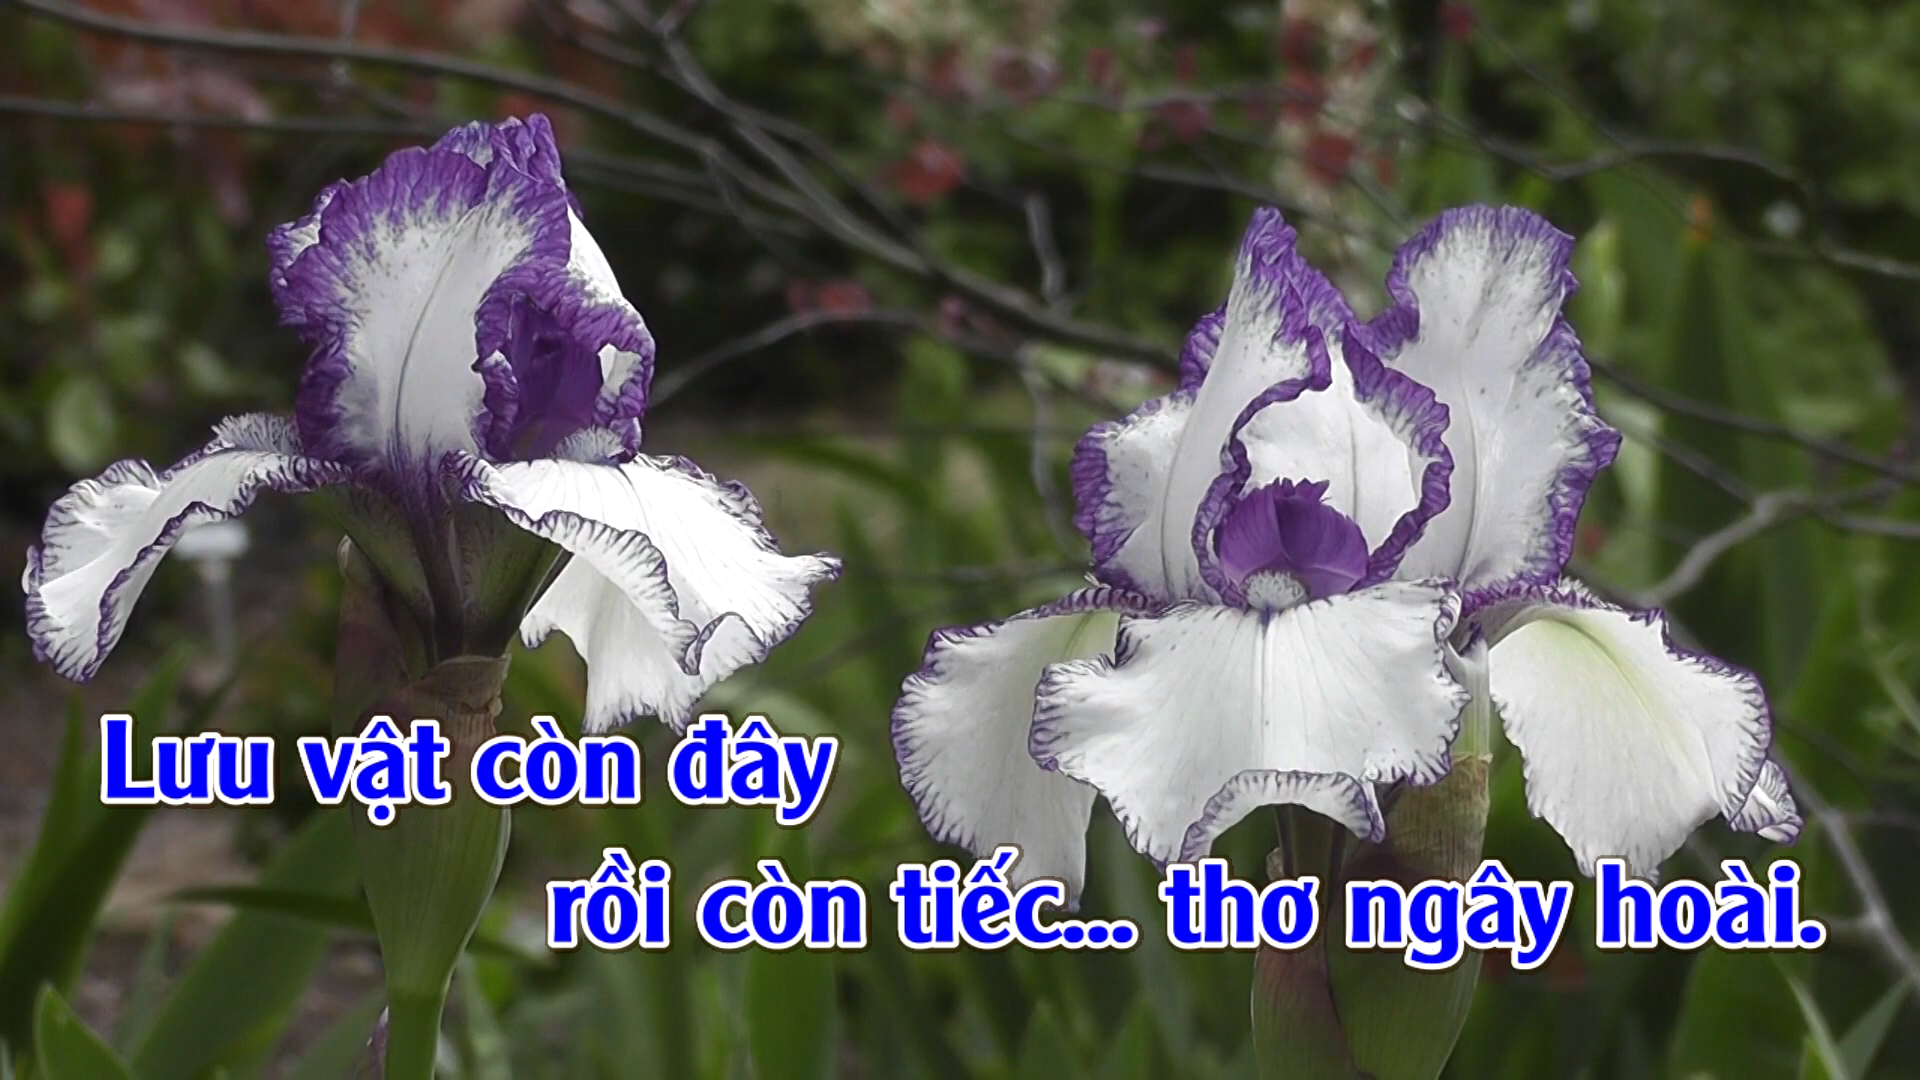 Lưu vật còn đây
rồi còn tiếc... thơ ngây hoài.